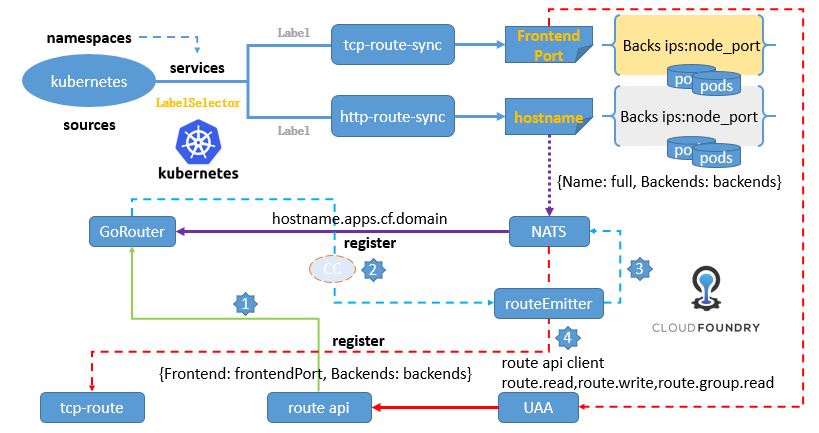 namespaces
kubernetes
services
LabelSelector
sources
kubernetes
Label
tcp-route-sync
Frontend
Port
Backs ips:node_port
pods
pods
Label
http-route-sync
hostname
Backs ips:node_port
pods
pods
{Name: full, Backends: backends}
hostname.apps.cf.domain
GoRouter
register
NATS
CC
2
3
1
routeEmitter
CLOUDFOUNDRY
register
4
route api client
{Frontend: frontendPort, Backends: backends}
route.read,route.write,route.group.read
tcp-route
route api
UAA